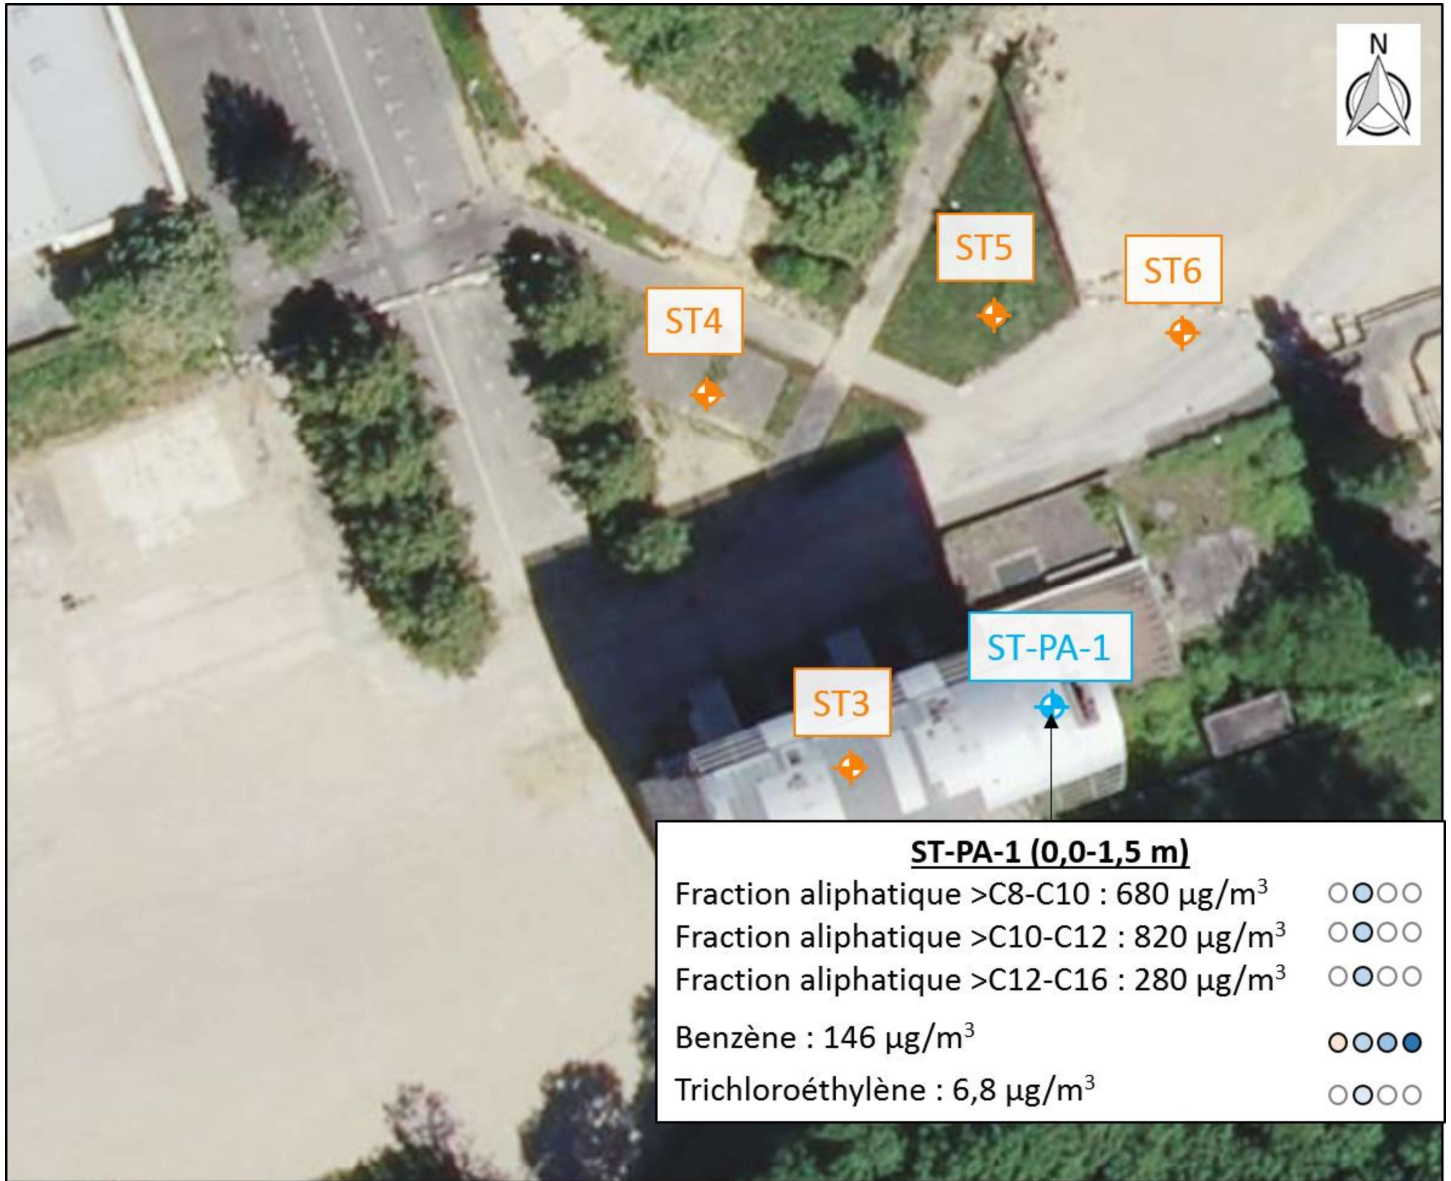 N
ST5
ST6
ST4
ST-PA-1
ST3
ST-PA-1 (0,0-1,5 m)
Fraction aliphatique >C8-C10 : 680 µg/m³
Fraction aliphatique >C10-C12 : 820 µg/m³
Fraction aliphatique >C12-C16 : 280 µg/m³
Benzène : 146 µg/m³
Trichloroéthylène : 6,8 µg/m³